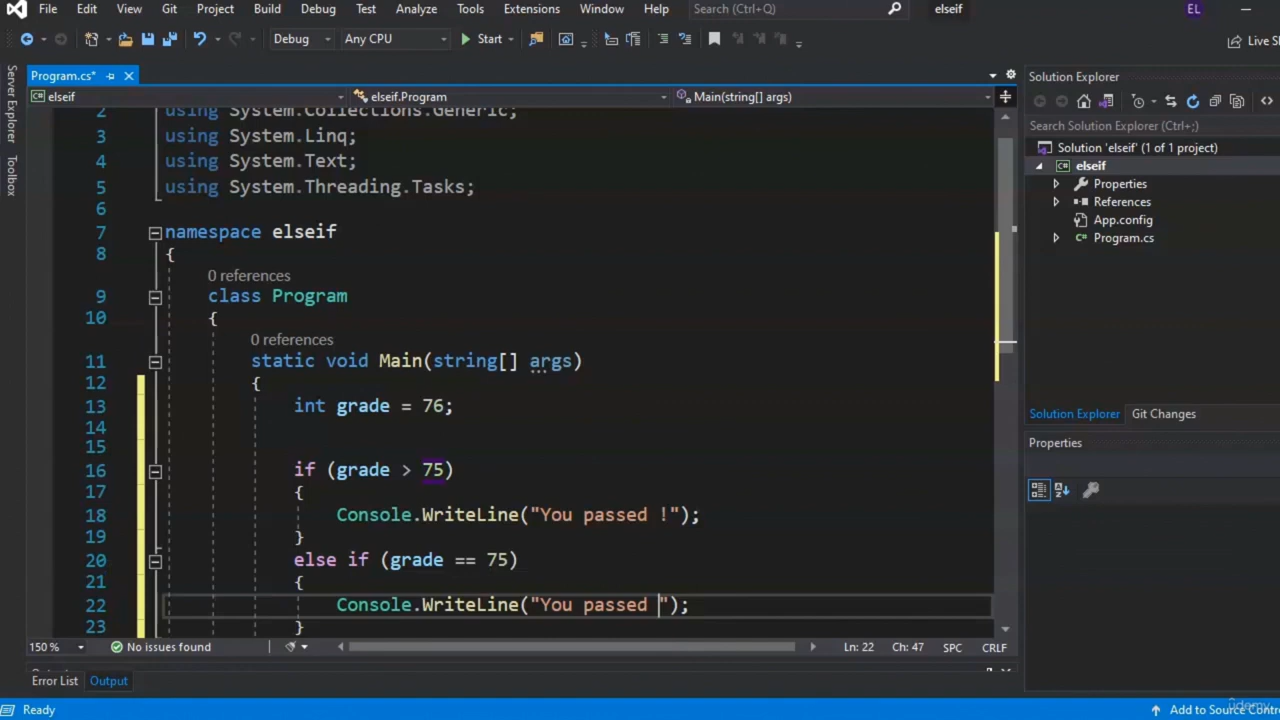 File Edit View Git Project Build Debug Test Analyze Tools Extensions Window Help Search (Ctrl+Q) elseif EL
Debug Any CPU Start Live Sh
Program.cs* Solution Explorer
elseif elseif.Program Main(string[] args)
Search Solution Explorer (Ctrl+;)
Solution 'elseif' (1 of 1 project)
elseif
Properties
References
App.config
Program.cs
Server Explorer
Toolbox
2 using System.Collections.Generic;
3 using System.Linq;
4 using System.Text;
5 using System.Threading.Tasks;
6
7 namespace elseif
8 {
0 references
9 class Program
10 {
0 references
11 static void Main(string[] args)
12 {
13 int grade = 76;
14
15
16 if (grade > 75)
17 {
18 Console.WriteLine("You passed !");
19 }
20 else if (grade == 75)
21 {
22 Console.WriteLine("You passed ");
23 }
Solution Explorer Git Changes
Properties
150 % No issues found Ln: 22 Ch: 47 SPC CRLF
Error List Output
Ready Add to Source Contr
ûdemy